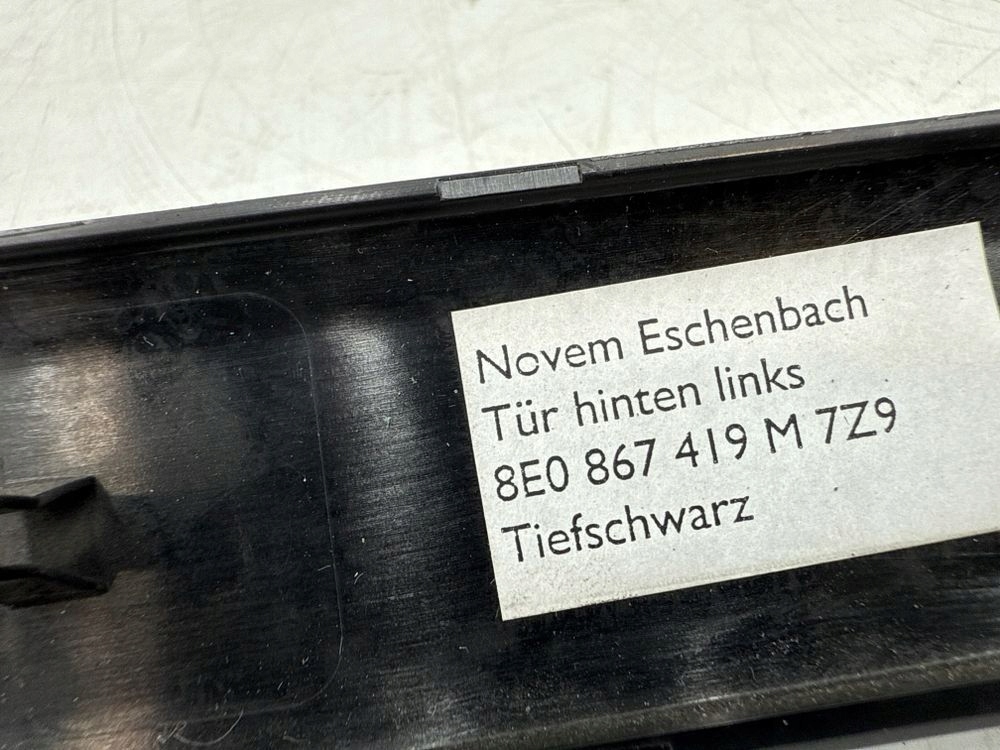 Novem Eschenbach
Tür hinten links
8E0 867 419 M 7Z9
Tiefschwarz